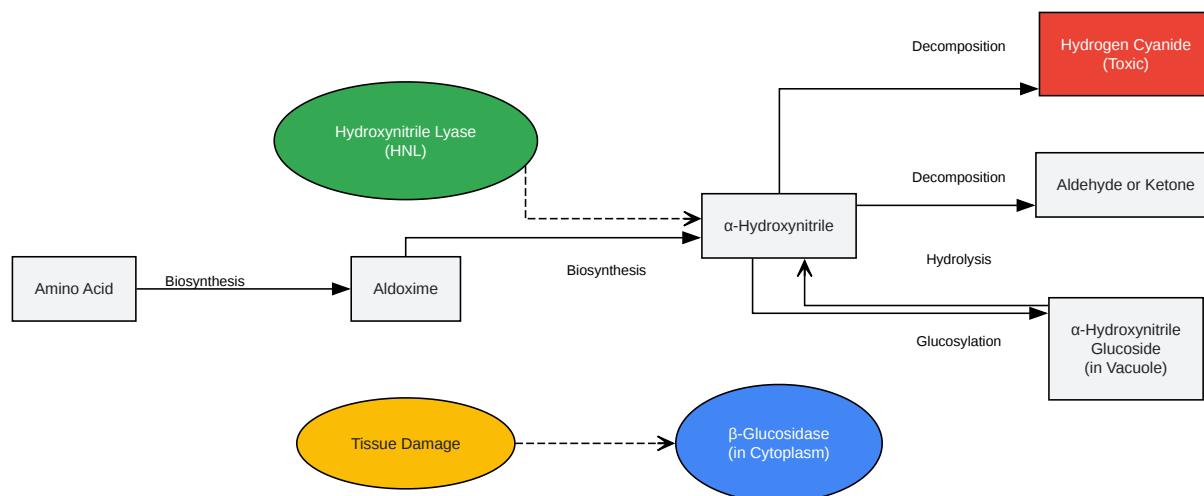 Decomposition
Hydrogen Cyanide
(Toxic)
Hydroxynitrile Lyase
(HNL)
Decomposition
Aldehyde or Ketone
α-Hydroxynitrile
Hydrolysis
Biosynthesis
Amino Acid
Biosynthesis
Aldoxime
α-Hydroxynitrile
Glucoside
(in Vacuole)
Glucosylation
Tissue Damage
β-Glucosidase
(in Cytoplasm)